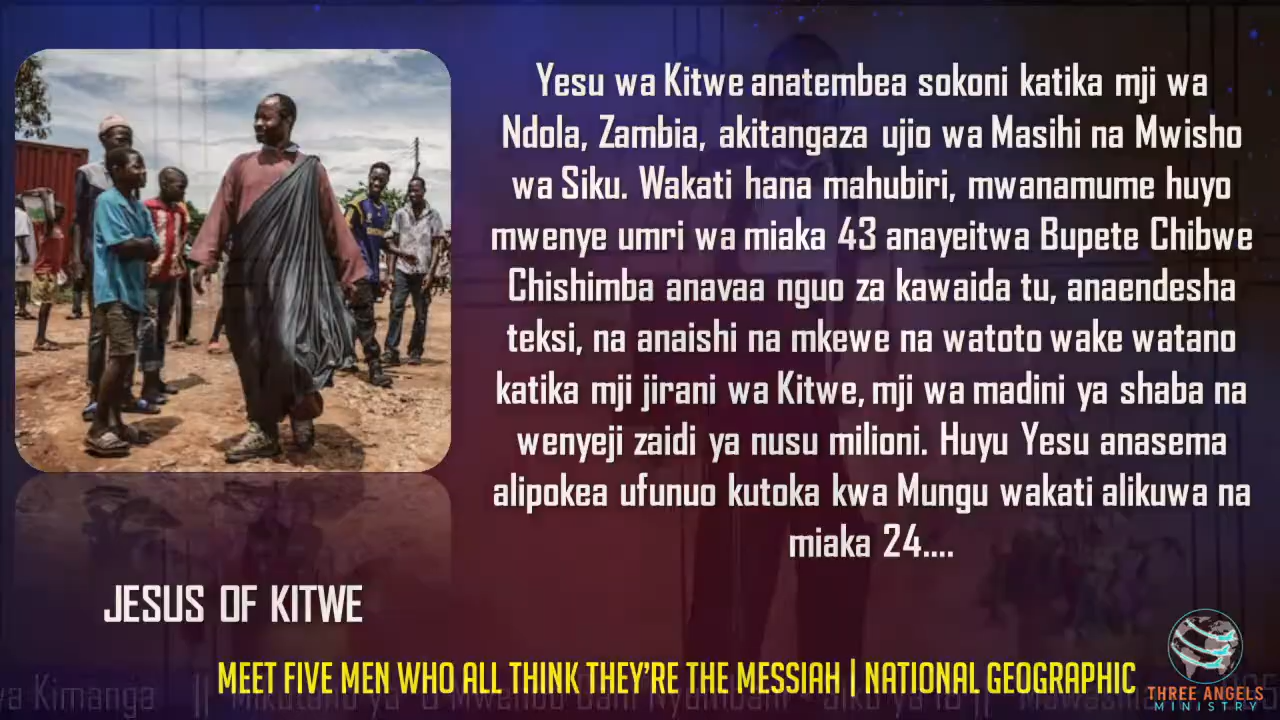 Yesu wa Kitwe anatembea sokoni katika mji wa
Ndola, Zambia, akitangaza ujio wa Masihi na Mwisho
wa Siku. Wakati hana mahubiri, mwanamume huyo
mwenye umri wa miaka 43 anayeitwa Bupete Chibwe
Chishimba anavaa nguo za kawaida tu, anaendesha
teksi, na anaishi na mkewe na watoto wake watano
katika mji jirani wa Kitwe, mji wa madini ya shaba na
wenyeji zaidi ya nusu milioni. Huyu Yesu anasema
alipokea ufunuo kutoka kwa Mungu wakati alikuwa na
miaka 24....
JESUS OF KITWE
MEET FIVE MEN WHO ALL THINK THEY'RE THE MESSIAH | NATIONAL GEOGRAPHIC
THREE ANGELS
MINISTRY
Kimanga